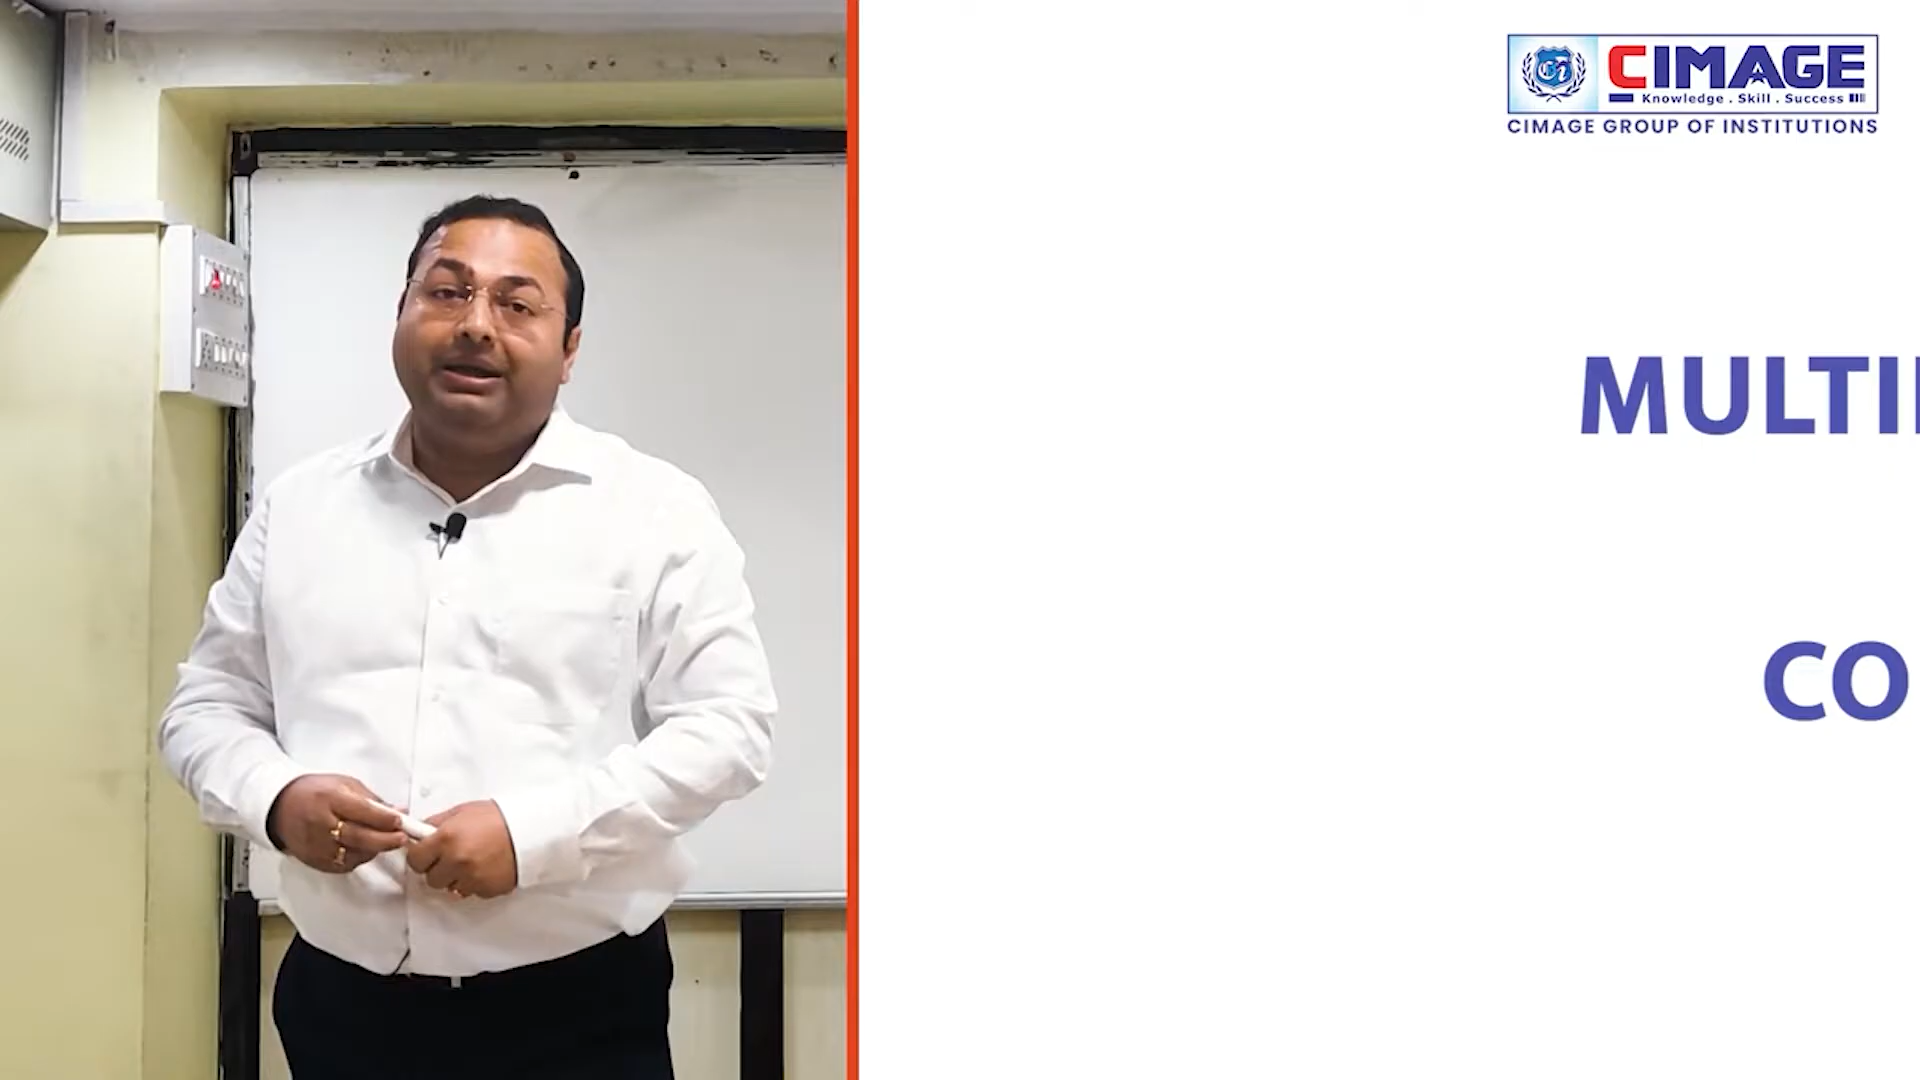 CIMAGE
Knowledge . Skill . Success
CIMAGE GROUP OF INSTITUTIONS
MULTI
CO